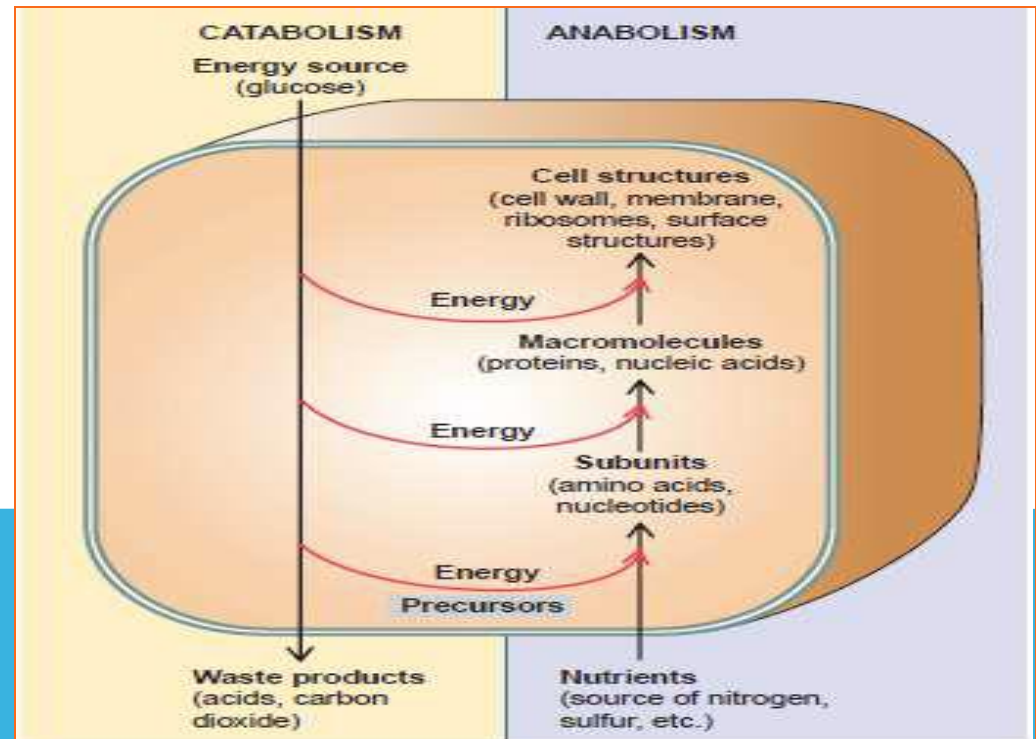 CATABOLISM
Energy source
(glucose)
ANABOLISM
Cell structures
(cell wall, membrane,
ribosomes, surface
structures)
Energy
Macromolecules
(proteins, nucleic acids)
Energy
Subunits
(amino acids,
nucleotides)
Energy
Precursors
Waste products
(acids, carbon
dioxide)
Nutrients
(source of nitrogen,
sulfur, etc.)